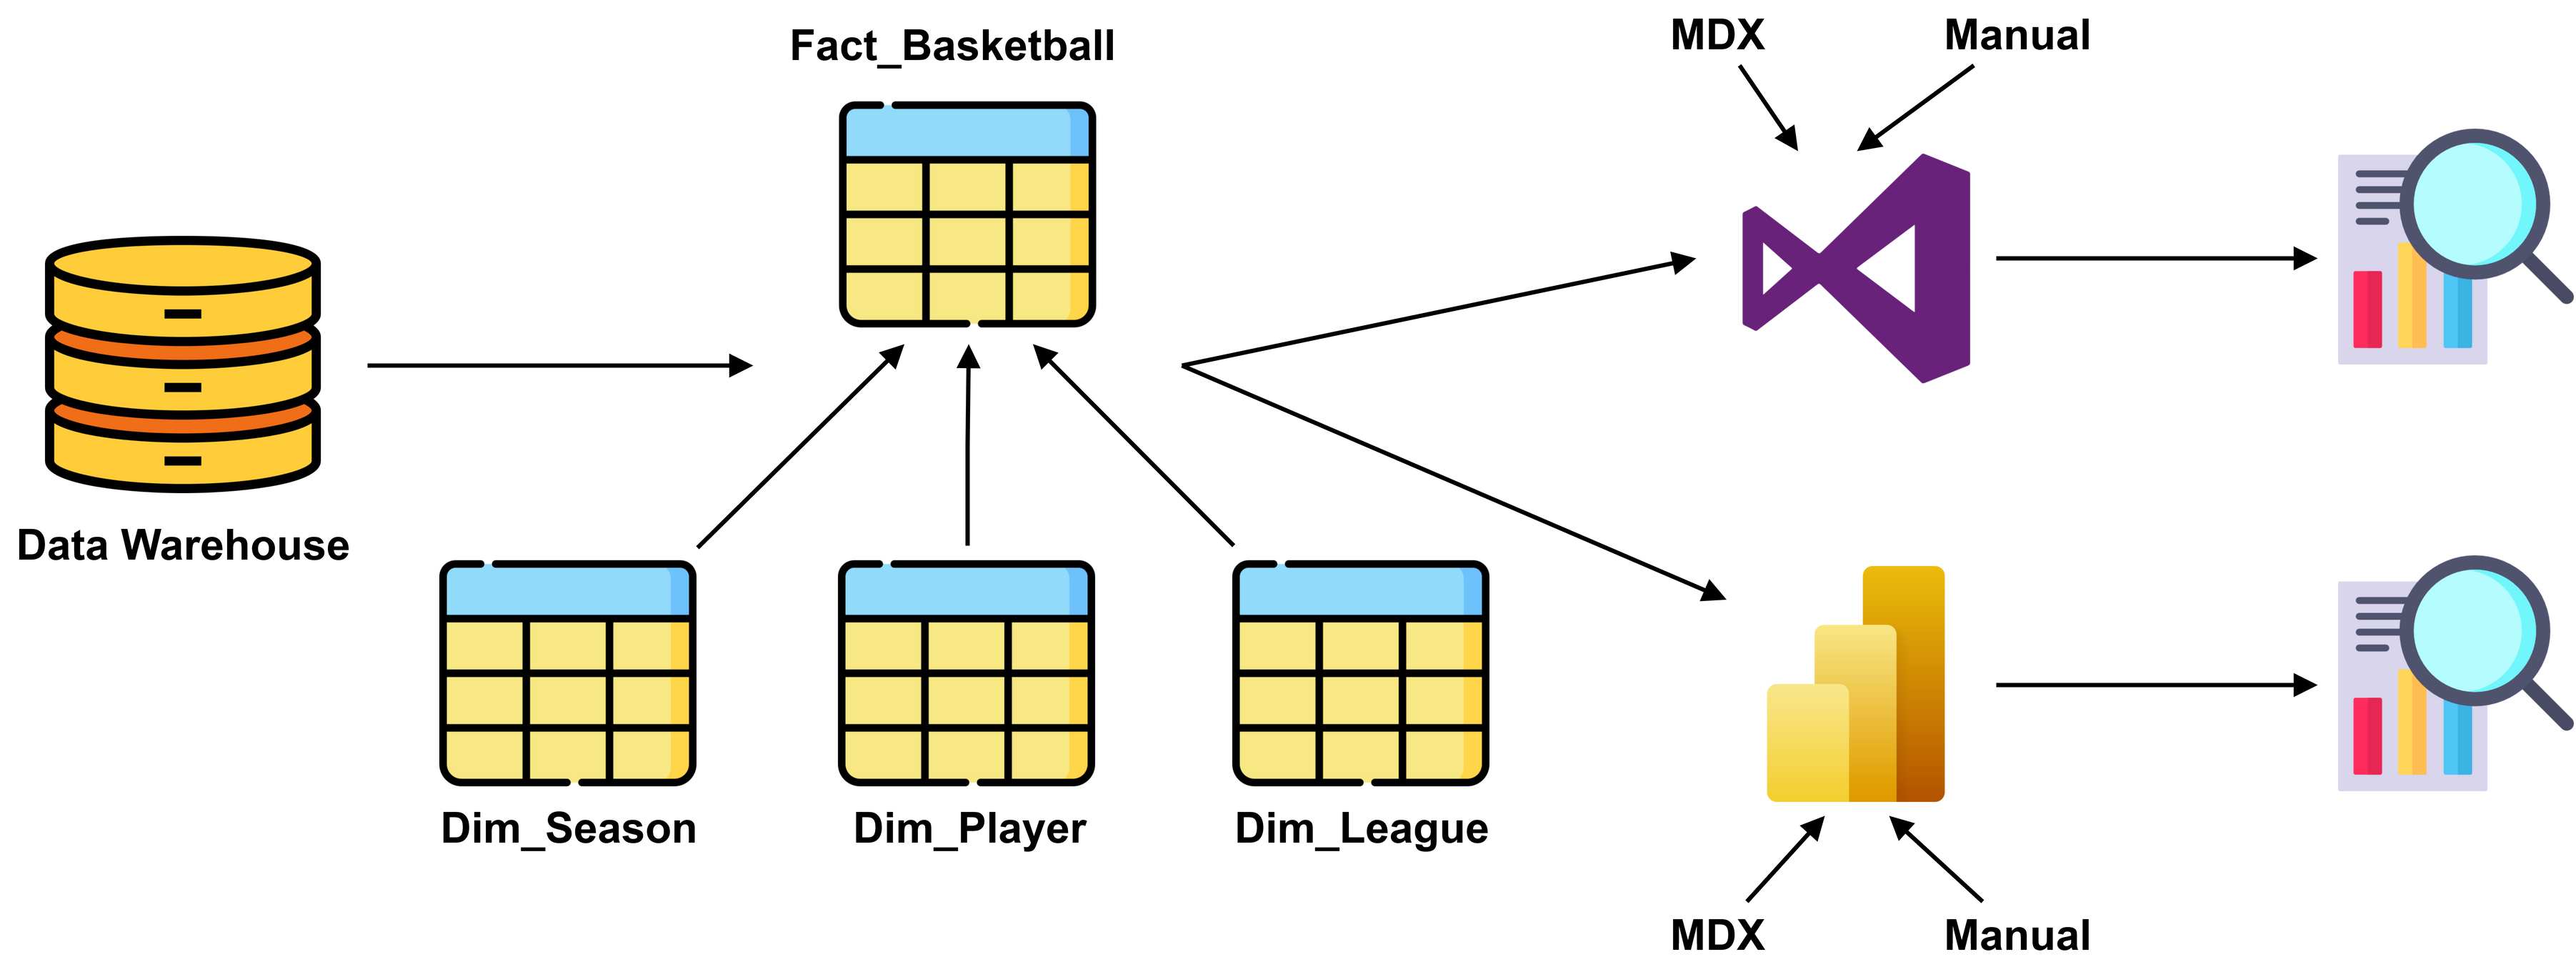 Fact_Basketball
MDX
Manual
Data Warehouse
Dim_Season
Dim_Player
Dim_League
MDX
Manual